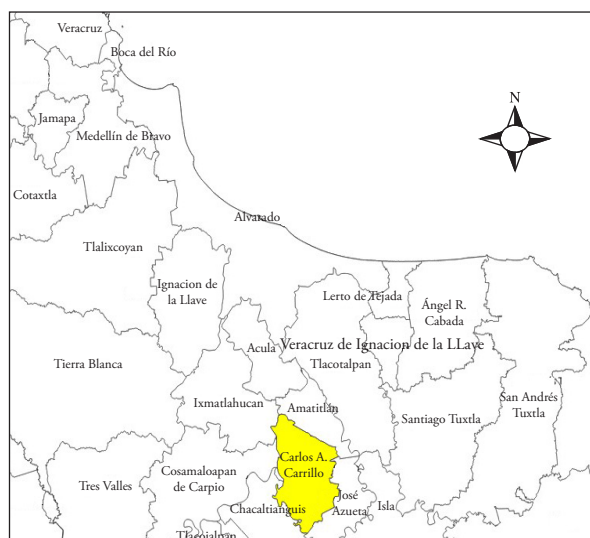 Veracruz
Boca del Río
N
Jamapa
Medellín de Bravo
Cotaxtla
Alvarado
Tlalixcoyan
Ignacion de
la Llave
Lerto de Tejada
Ángel R.
Cabada
Acula
Veracruz de Ignacion de la LLave
Tlacotalpan
Tierra Blanca
Ixmatlahucan
Amatitlán
San Andrés
Tuxtla
Santiago Tuxtla
Carlos A.
Carrillo
Cosamaloapan
de Carpio
Tres Valles
José
Azueta
Isla
Chacaltianguis